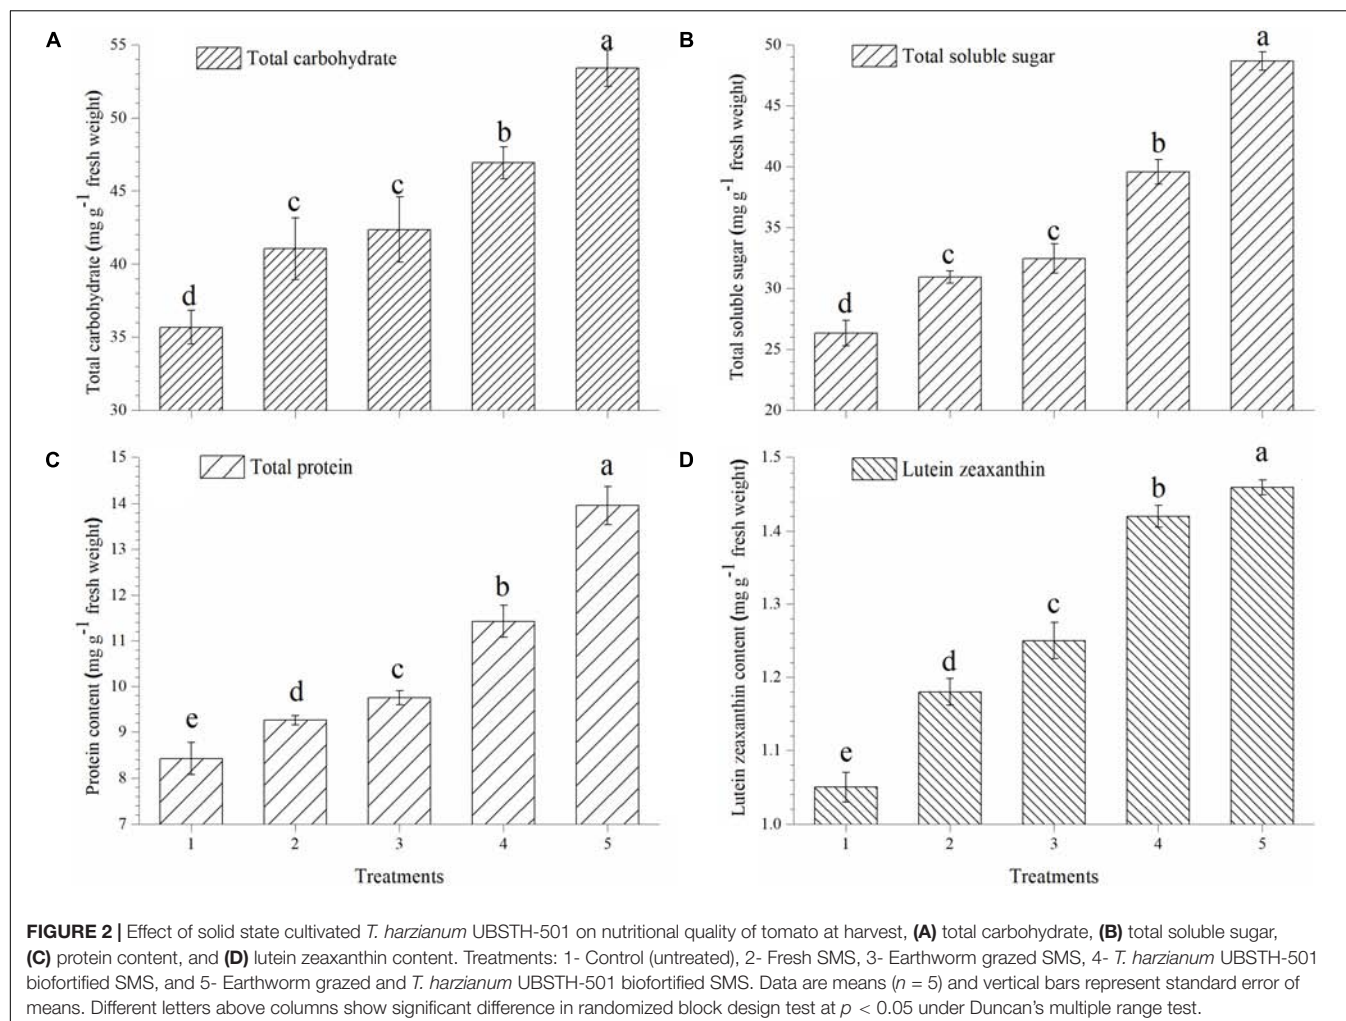 A
Total carbohydrate
Total carbohydrate (mg g-1 fresh weight)
55
50
45
40
35
30
d
c
c
b
a
B
Total soluble sugar
Total soluble sugar (mg g-1 fresh weight)
50
45
40
35
30
25
20
d
c
c
b
a
C
Total protein
Protein content (mg g-1 fresh weight)
15
14
13
12
11
10
9
8
7
e
d
c
b
a
1 2 3 4 5
Treatments
D
Lutein zeaxanthin
Lutein zeaxanthin content (mg g-1 fresh weight)
1.5
1.4
1.3
1.2
1.1
1.0
e
d
c
b
a
1 2 3 4 5
Treatments
FIGURE 2 | Effect of solid state cultivated T. harzianum UBSTH-501 on nutritional quality of tomato at harvest, (A) total carbohydrate, (B) total soluble sugar,
(C) protein content, and (D) lutein zeaxanthin content. Treatments: 1- Control (untreated), 2- Fresh SMS, 3- Earthworm grazed SMS, 4- T. harzianum UBSTH-501
biofortified SMS, and 5- Earthworm grazed and T. harzianum UBSTH-501 biofortified SMS. Data are means (n = 5) and vertical bars represent standard error of
means. Different letters above columns show significant difference in randomized block design test at p < 0.05 under Duncan's multiple range test.